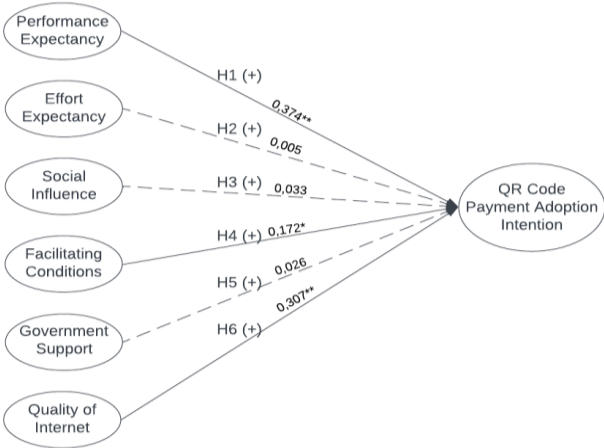 Performance
Expectancy
H1 (+)
0,374**
Effort
Expectancy
H2 (+)
0,005
Social
Influence
H3 (+)
0,033
QR Code
Payment Adoption
Intention
Facilitating
Conditions
H4 (+)
0,172*
Government
Support
H5 (+)
0,026
Quality of
Internet
H6 (+)
0,307**